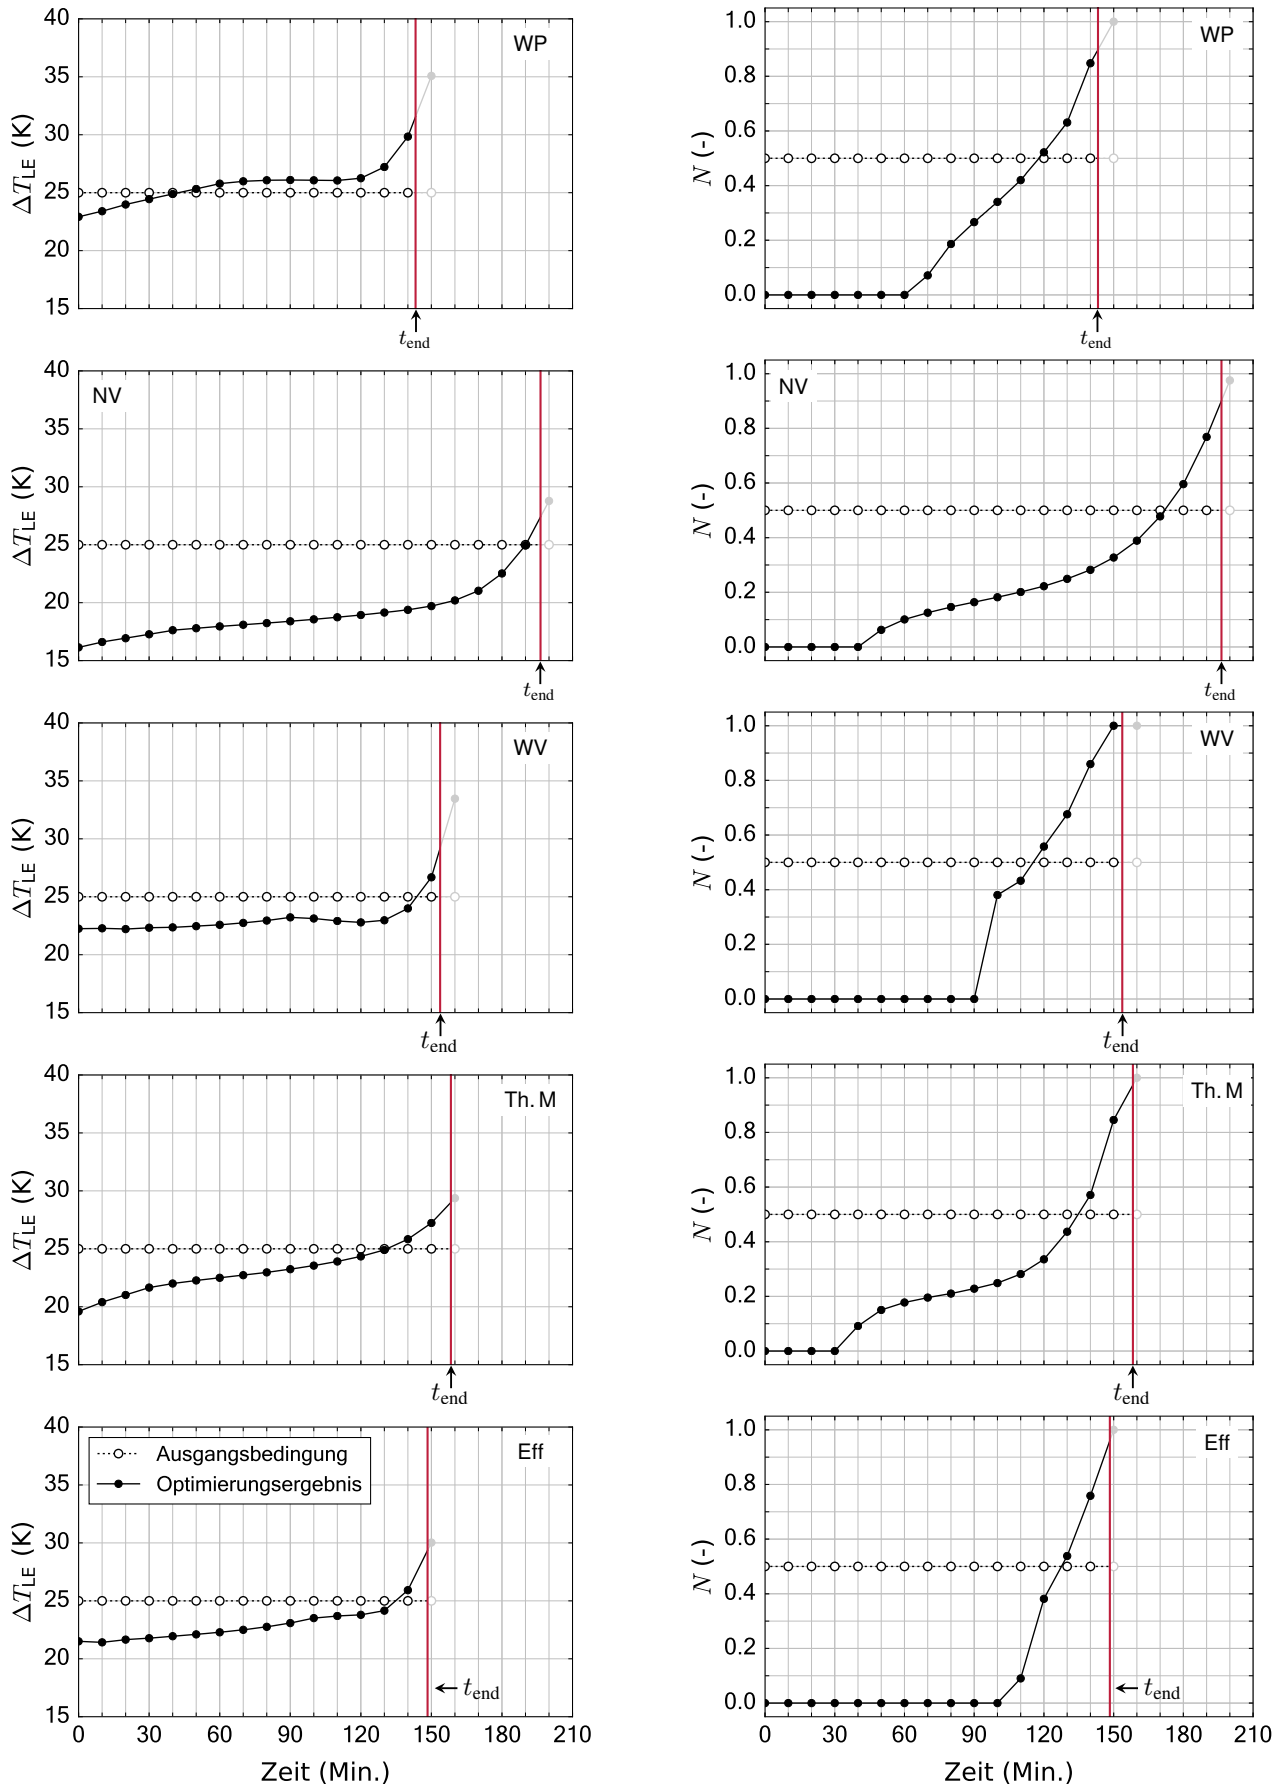 40
35
30
25
20
15
ΔT_LE (K)
WP
t_end
1.0
0.8
0.6
0.4
0.2
0.0
N (-)
WP
t_end
40
35
30
25
20
15
ΔT_LE (K)
NV
t_end
1.0
0.8
0.6
0.4
0.2
0.0
N (-)
NV
t_end
40
35
30
25
20
15
ΔT_LE (K)
WV
t_end
1.0
0.8
0.6
0.4
0.2
0.0
N (-)
WV
t_end
40
35
30
25
20
15
ΔT_LE (K)
Th. M
t_end
1.0
0.8
0.6
0.4
0.2
0.0
N (-)
Th. M
t_end
40
35
30
25
20
15
ΔT_LE (K)
Ausgangsbedingung
Optimierungsergebnis
Eff
t_end
0 30 60 90 120 150 180 210
Zeit (Min.)
1.0
0.8
0.6
0.4
0.2
0.0
N (-)
Eff
t_end
0 30 60 90 120 150 180 210
Zeit (Min.)